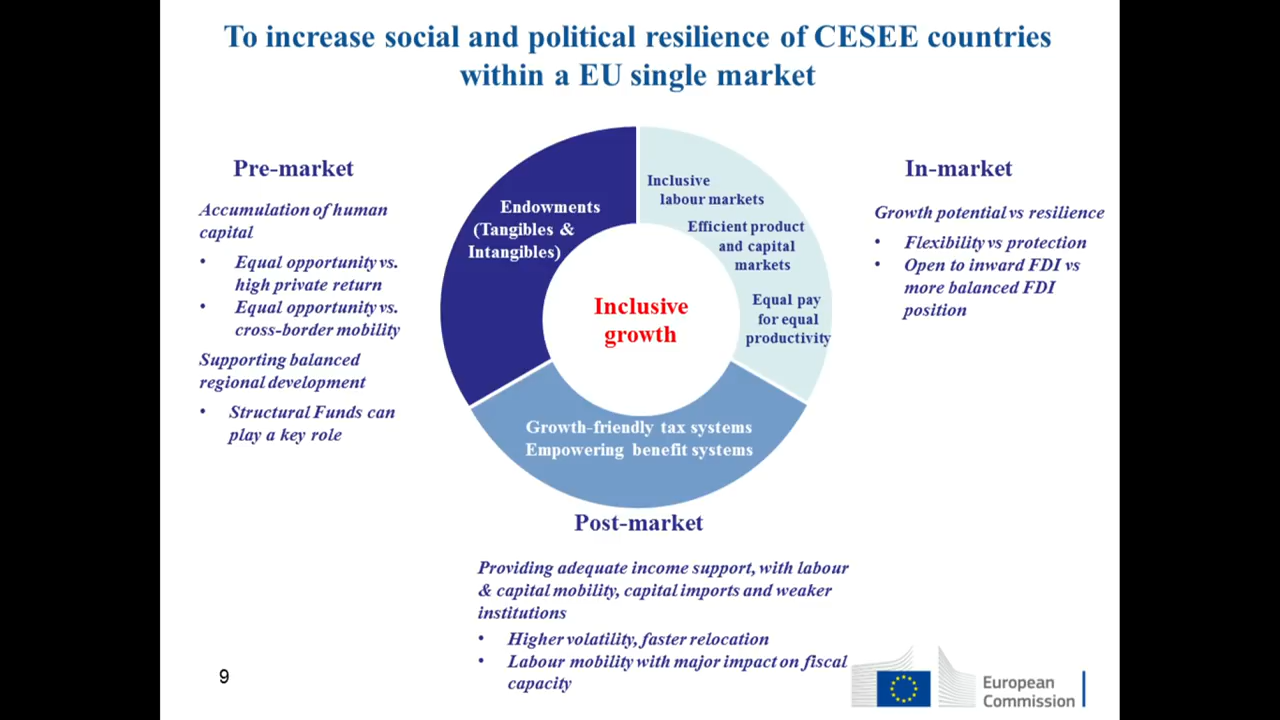 To increase social and political resilience of CESEE countries
within a EU single market
Pre-market
Accumulation of human
capital
• Equal opportunity vs.
high private return
• Equal opportunity vs.
cross-border mobility
Supporting balanced
regional development
• Structural Funds can
play a key role
Endowments
(Tangibles &
Intangibles)
Inclusive
labour markets
Efficient product
and capital
markets
Equal pay
for equal
productivity
Inclusive
growth
Growth-friendly tax systems
Empowering benefit systems
In-market
Growth potential vs resilience
• Flexibility vs protection
• Open to inward FDI vs
more balanced FDI
position
Post-market
Providing adequate income support, with labour
& capital mobility, capital imports and weaker
institutions
• Higher volatility, faster relocation
• Labour mobility with major impact on fiscal
capacity
9
European
Commission